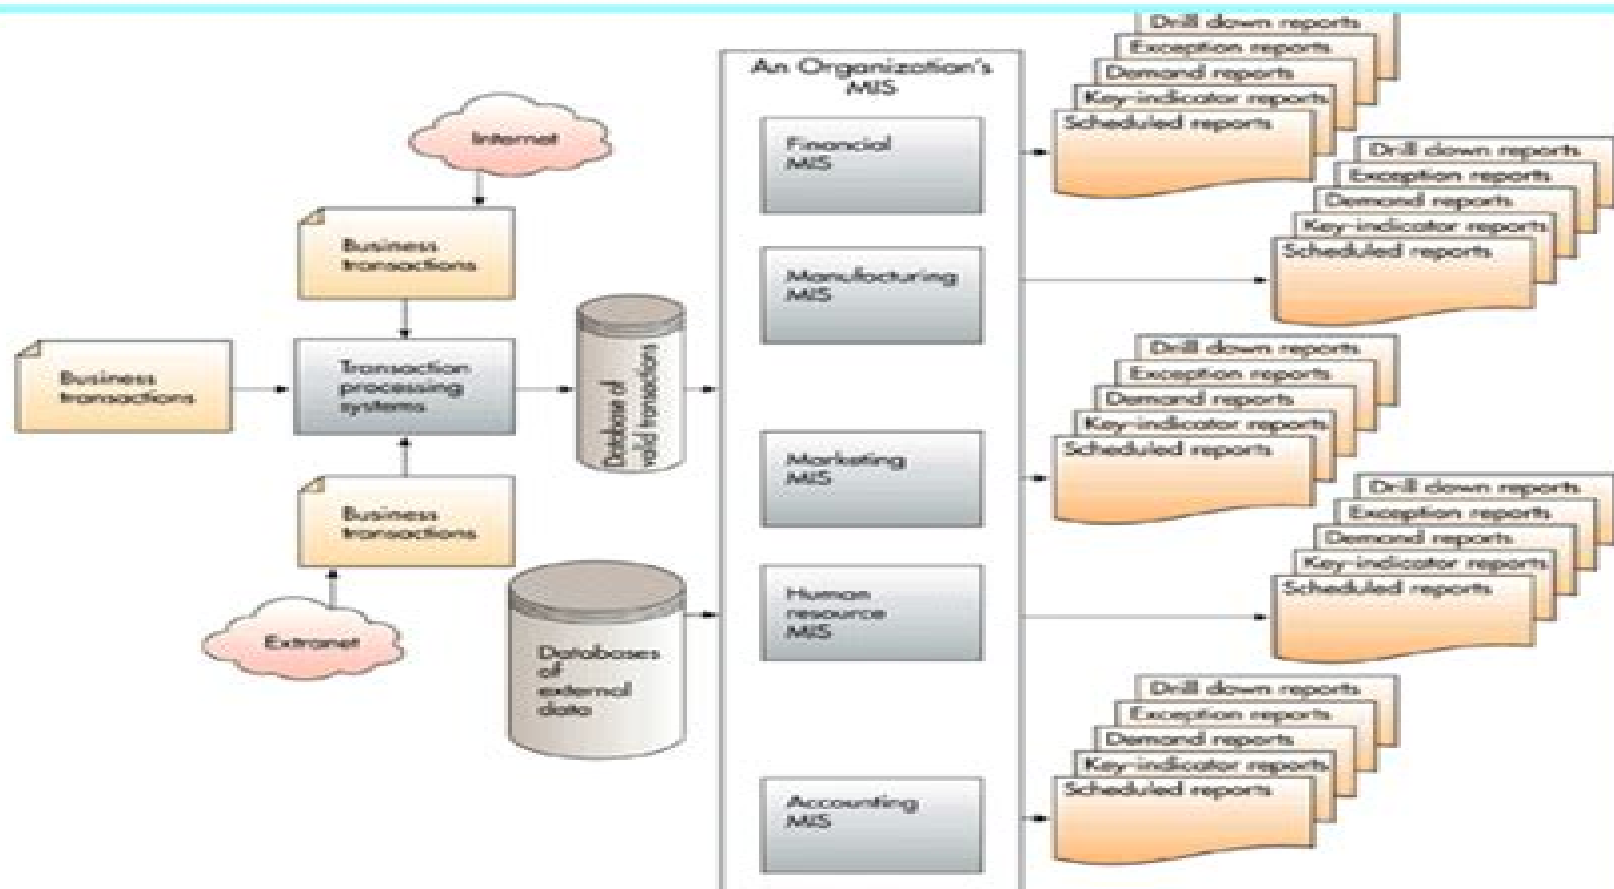 Internet
Business
transactions
Business
transactions
Transaction
processing
systems
Business
transactions
Extranet
Database of
valid transactions
Databases
of
external
data
An Organization's
MIS
Financial
MIS
Manufacturing
MIS
Marketing
MIS
Human
resource
MIS
Accounting
MIS
Drill down reports
Exception reports
Demand reports
Key-indicator reports
Scheduled reports
Drill down reports
Exception reports
Demand reports
Key-indicator reports
Scheduled reports
Drill down reports
Exception reports
Demand reports
Key-indicator reports
Scheduled reports
Drill down reports
Exception reports
Demand reports
Key-indicator reports
Scheduled reports
Drill down reports
Exception reports
Demand reports
Key-indicator reports
Scheduled reports